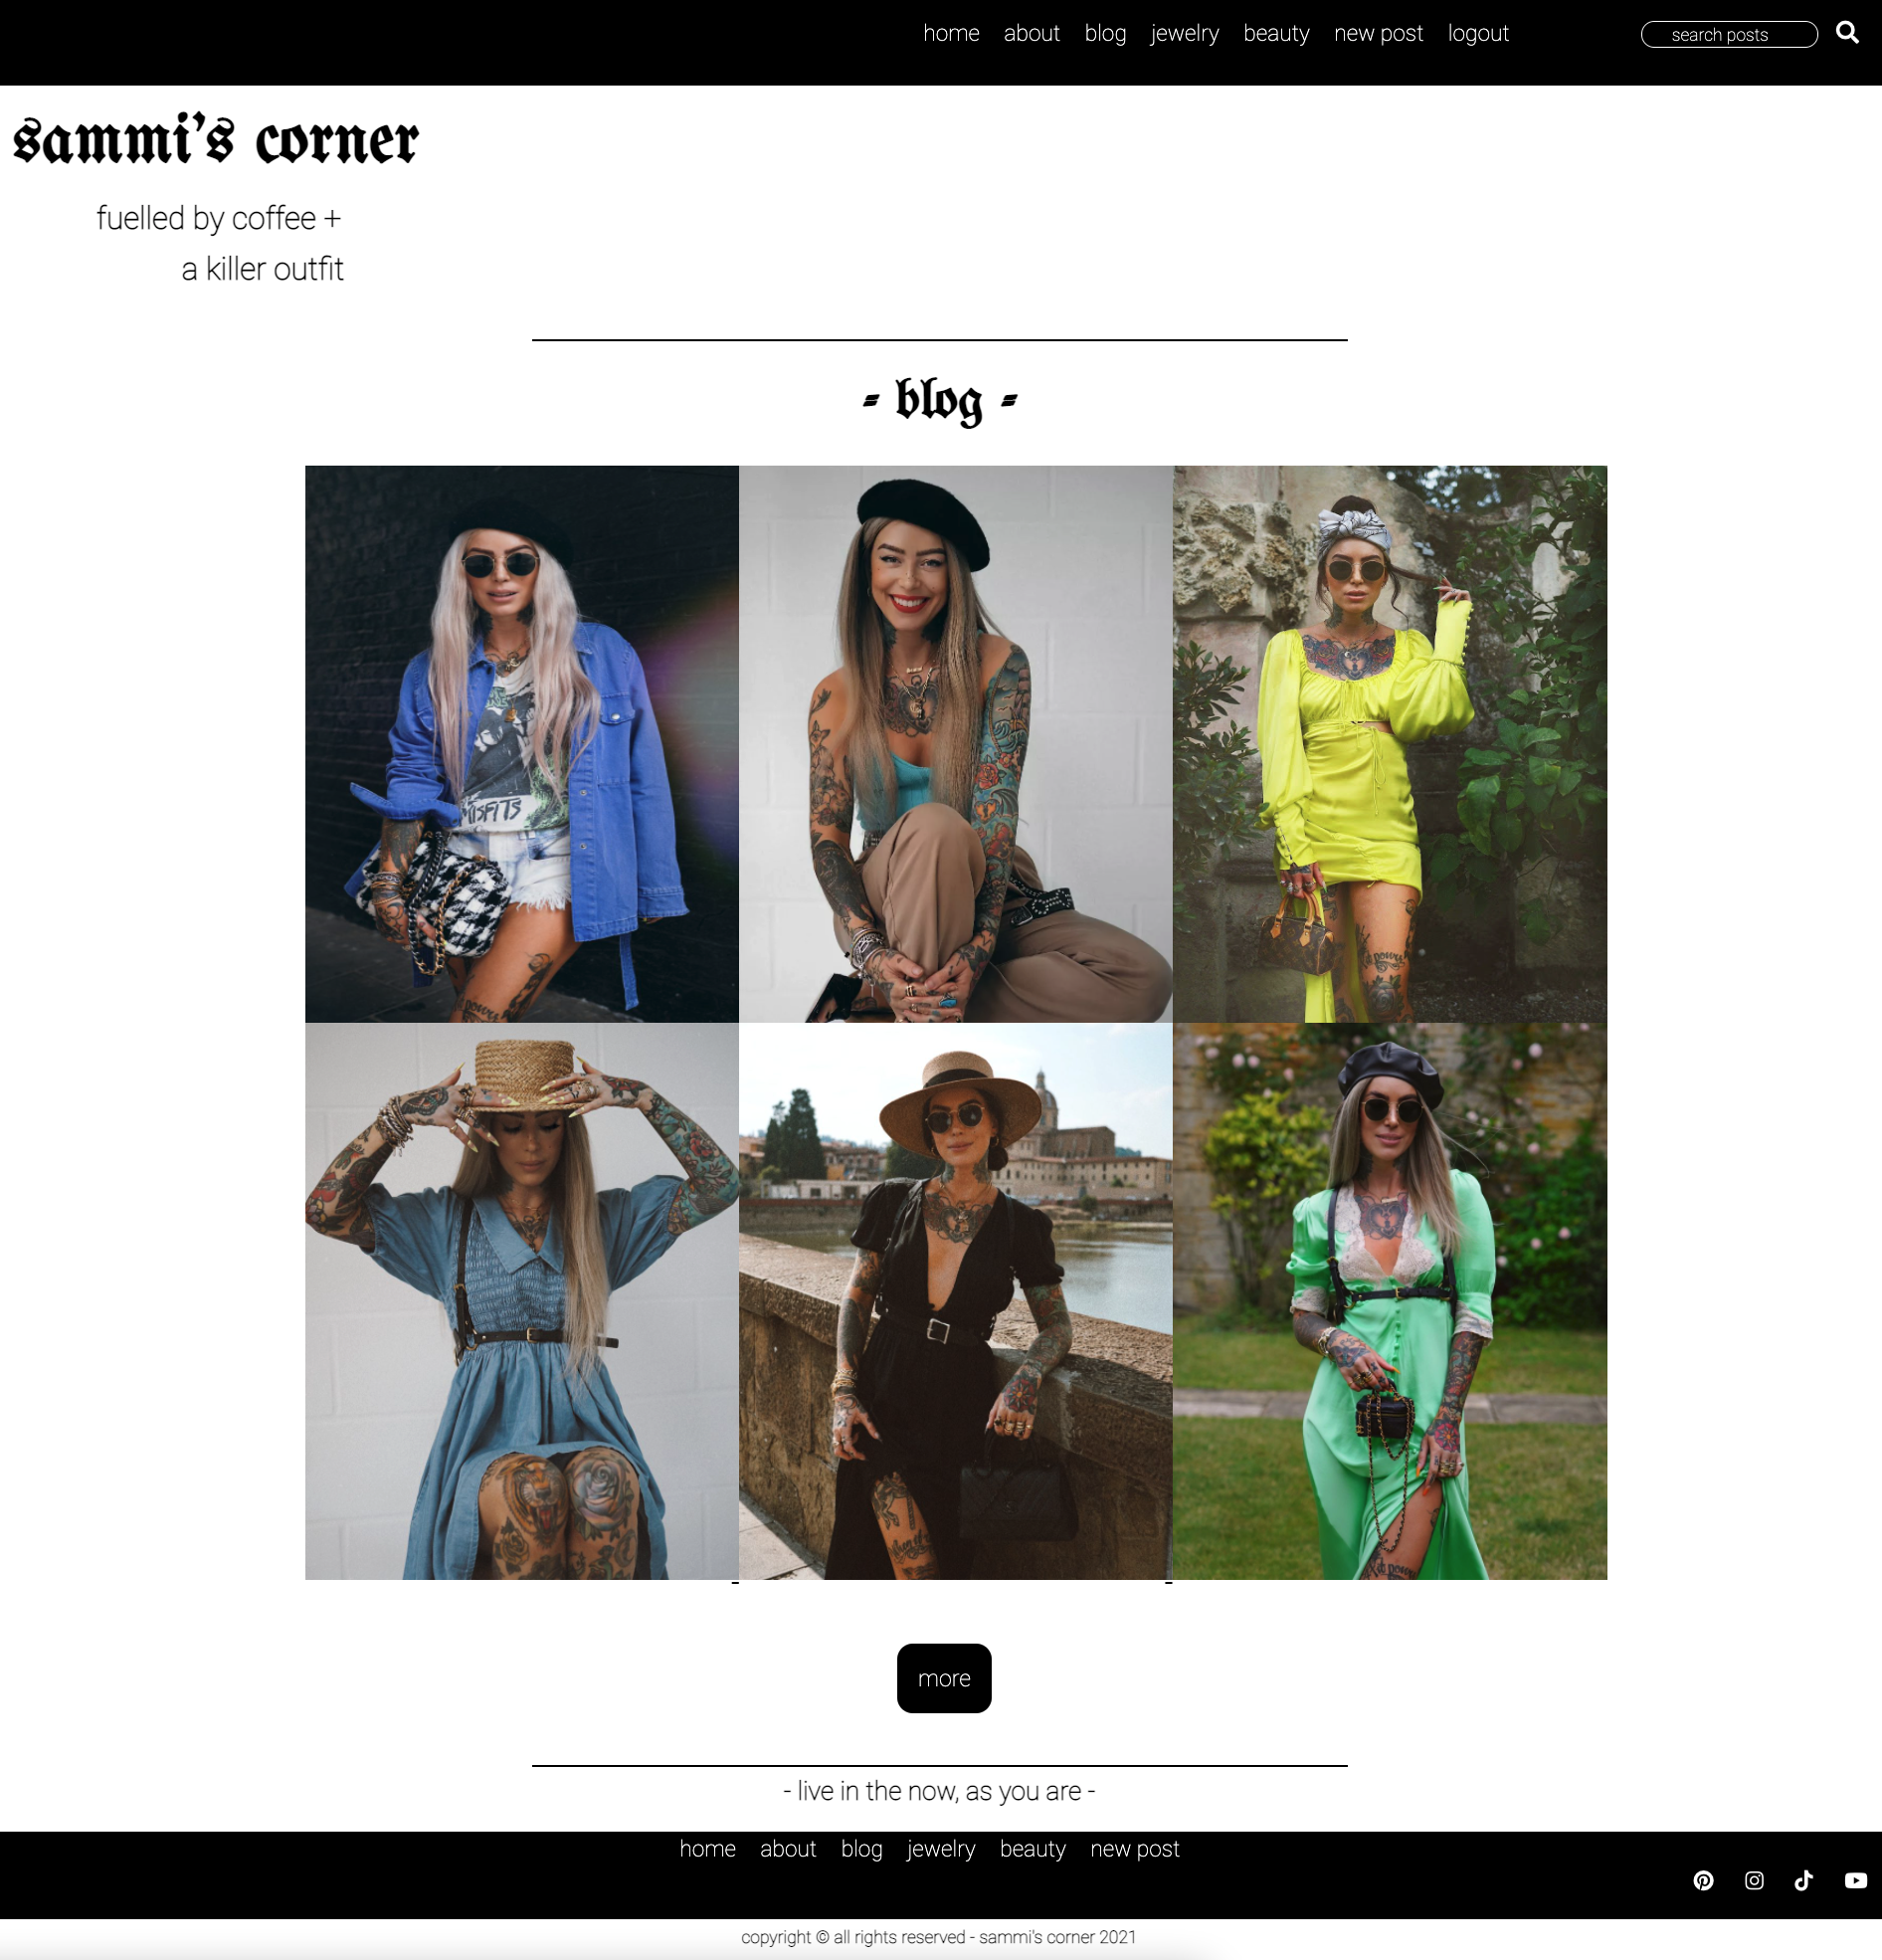 home about blog jewelry beauty new post logout search posts
sammi's corner
fuelled by coffee +
a killer outfit
- blog -
MISFITS
more
- live in the now, as you are -
home about blog jewelry beauty new post
copyright © all rights reserved - sammi's corner 2021